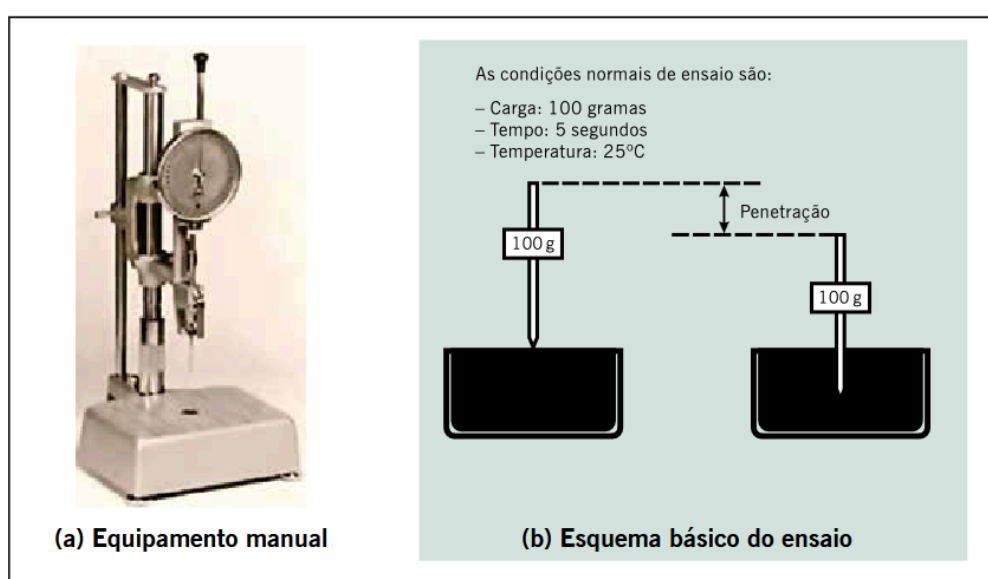 As condições normais de ensaio são:
– Carga: 100 gramas
– Tempo: 5 segundos
– Temperatura: 25ºC
Penetração
100 g
100 g
(a) Equipamento manual
(b) Esquema básico do ensaio